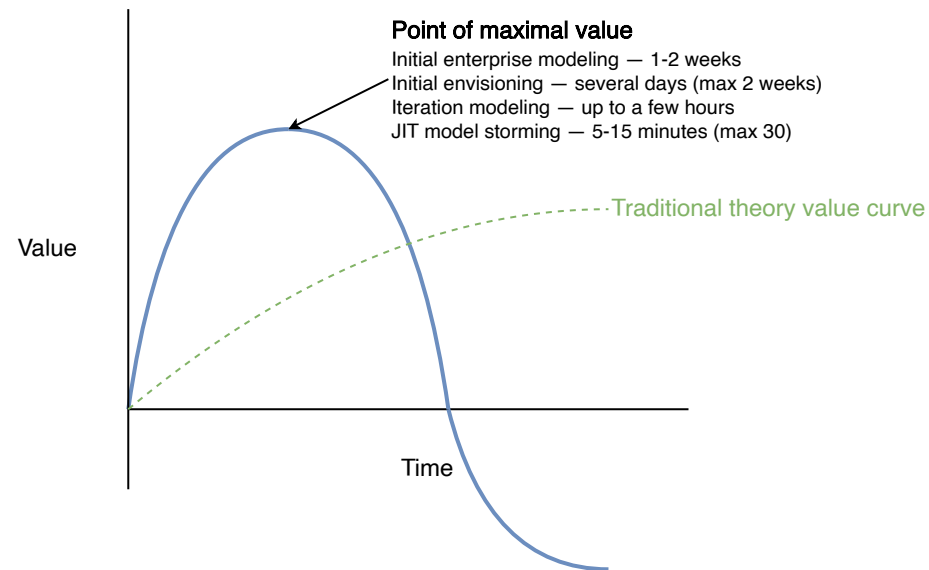 Point of maximal value
Initial enterprise modeling — 1-2 weeks
Initial envisioning — several days (max 2 weeks)
Iteration modeling — up to a few hours
JIT model storming — 5-15 minutes (max 30)
Traditional theory value curve
Value
Time